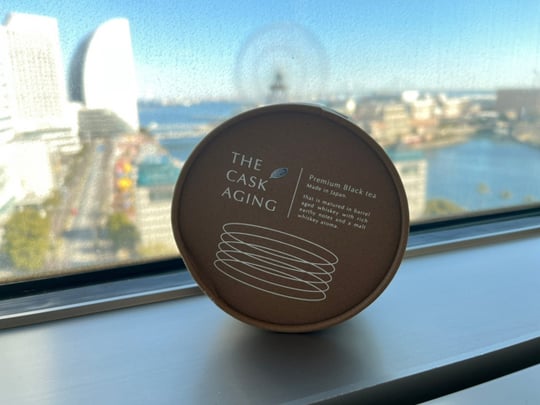 THE
CASK
AGING
Premium Black tea
Made in Japan
that is matured in barrel
aged whiskey with rich
earthy notes and a malt
whiskey aroma.